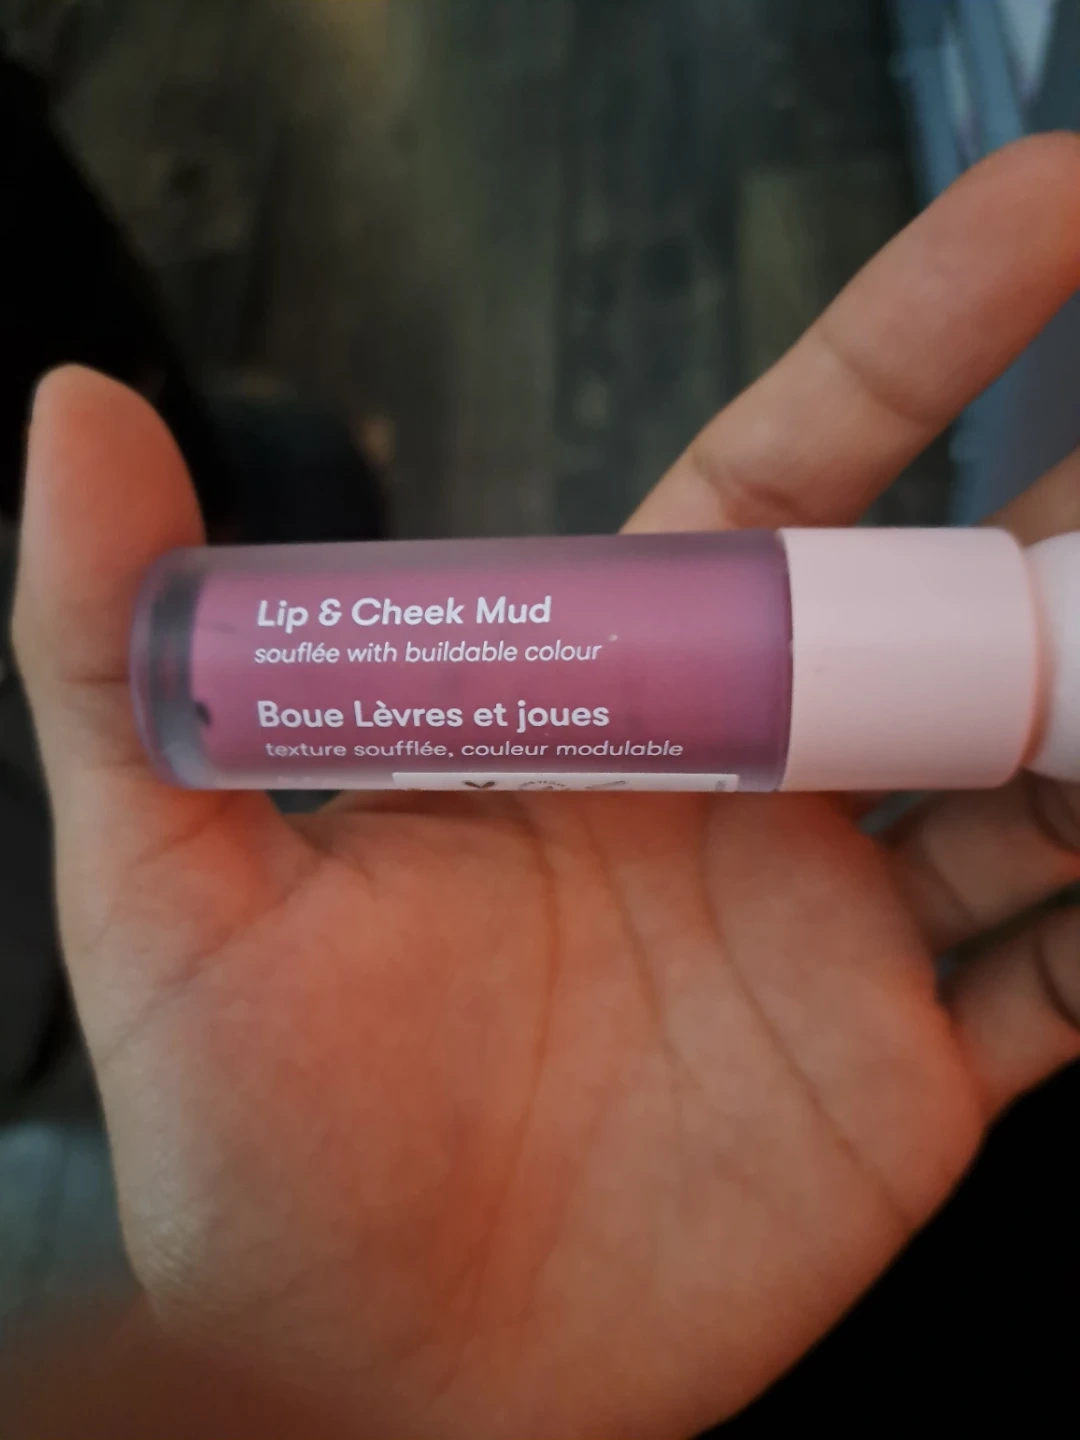 Lip & Cheek Mud
souflée with buildable colour
Boue Lèvres et joues
texture soufflée, couleur modulable